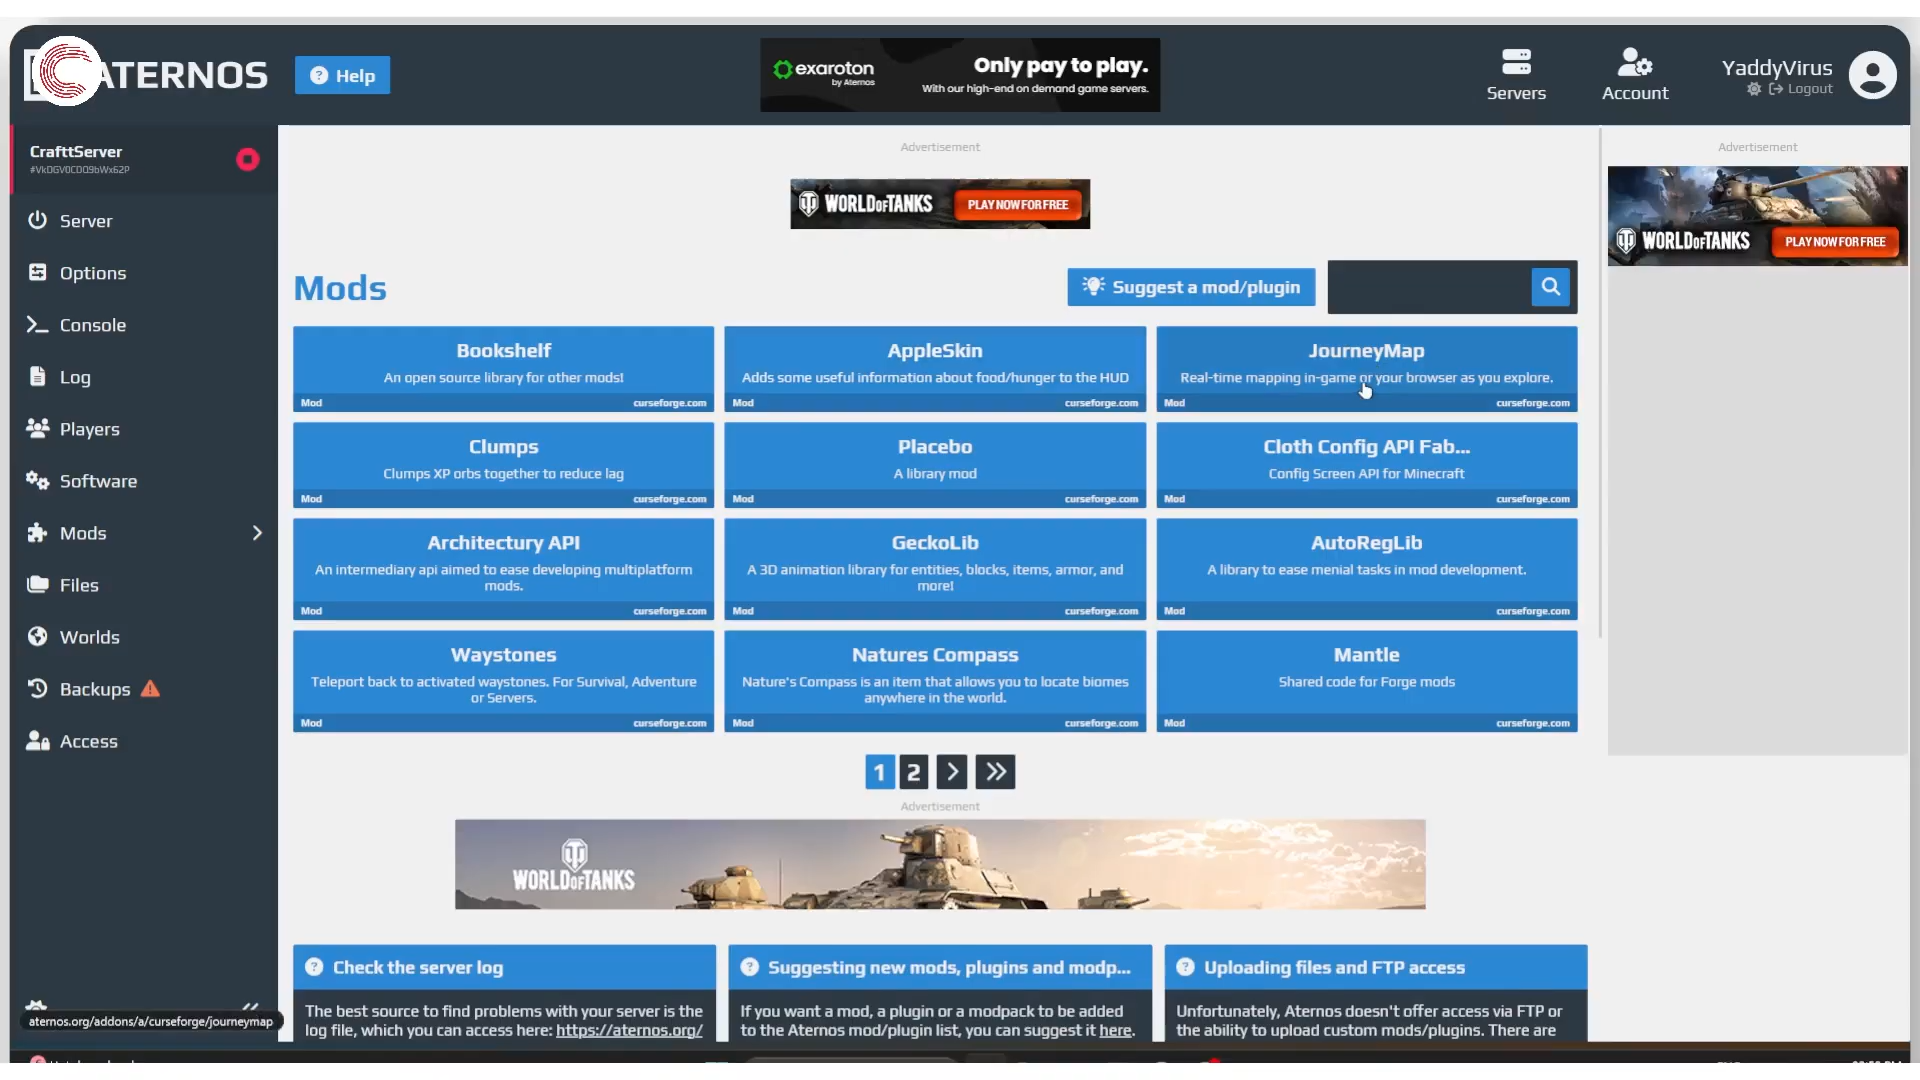 ATERNOS
Help
exaroton
by Aternos
Only pay to play.
With our high-end on demand game servers.
Servers
Account
YaddyVirus
Logout
CrafttServer
Advertisement
WORLD OF TANKS
PLAY NOW FOR FREE
Advertisement
WORLD OF TANKS
PLAY NOW FOR FREE
Server
Options
Console
Log
Players
Software
Mods
Files
Worlds
Backups
Access
Mods
Suggest a mod/plugin
Bookshelf
An open source library for other mods!
Mod curseforge.com
AppleSkin
Adds some useful information about food/hunger to the HUD
Mod curseforge.com
JourneyMap
Real-time mapping in-game or your browser as you explore.
Mod curseforge.com
Clumps
Clumps XP orbs together to reduce lag
Mod curseforge.com
Placebo
A library mod
Mod curseforge.com
Cloth Config API Fab...
Config Screen API for Minecraft
Mod curseforge.com
Architectury API
An intermediary api aimed to ease developing multiplatform
mods.
Mod curseforge.com
GeckoLib
A 3D animation library for entities, blocks, items, armor, and
more!
Mod curseforge.com
AutoRegLib
A library to ease menial tasks in mod development.
Mod curseforge.com
Waystones
Teleport back to activated waystones. For Survival, Adventure
or Servers.
Mod curseforge.com
Natures Compass
Nature's Compass is an item that allows you to locate biomes
anywhere in the world.
Mod curseforge.com
Mantle
Shared code for Forge mods
Mod curseforge.com
1 2
Advertisement
WORLD OF TANKS
Check the server log
The best source to find problems with your server is the
log file, which you can access here: https://aternos.org/
Suggesting new mods, plugins and modp...
If you want a mod, a plugin or a modpack to be added
to the Aternos mod/plugin list, you can suggest it here.
Uploading files and FTP access
Unfortunately, Aternos doesn't offer access via FTP or
the ability to upload custom mods/plugins. There are
aternos.org/addons/a/curseforge/journeymap